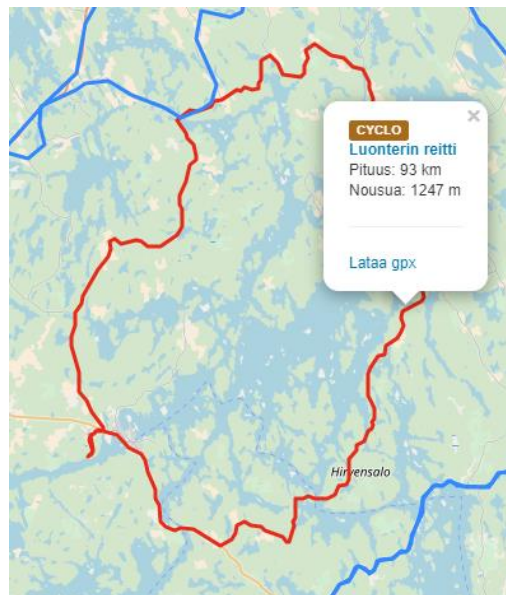 ×
CYCLO
Luonterin reitti
Pituus: 93 km
Nousua: 1247 m
Lataa gpx
Hirvensalo